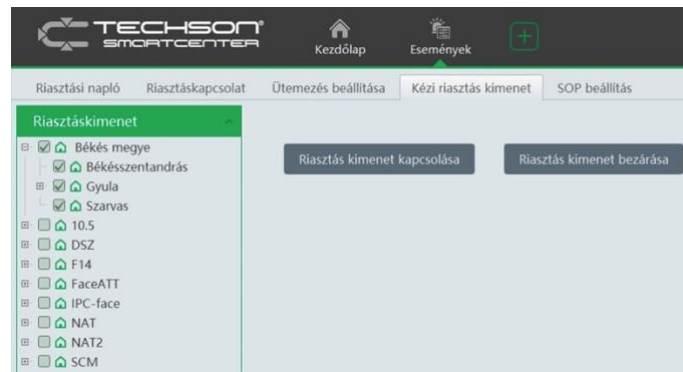 TECHSON
SMARTCENTER
Kezdőlap
Események
Riasztási napló
Riasztáskapcsolat
Ütemezés beállítása
Kézi riasztás kimenet
SOP beállítás
Riasztáskimenet
Békés megye
Békésszentandrás
Gyula
Szarvas
10.5
DSZ
F14
FaceATT
IPC-face
NAT
NAT2
SCM
Riasztás kimenet kapcsolása
Riasztás kimenet bezárása